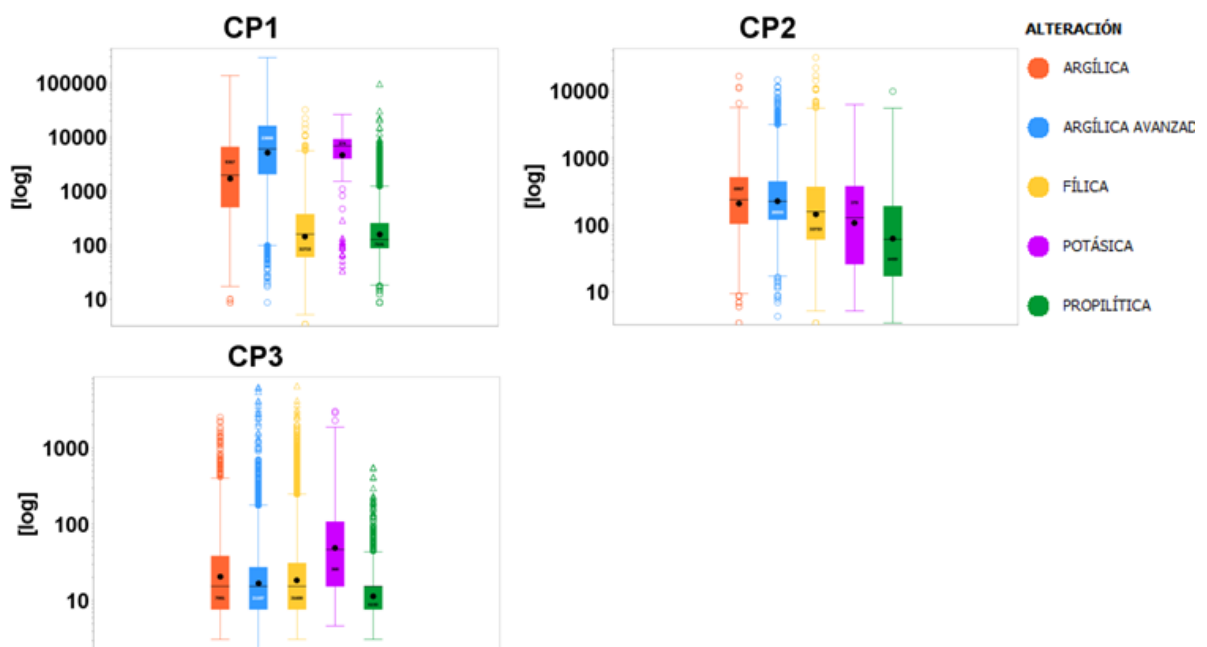 CP1
100000
10000
1000
100
10
[log]
CP2
10000
1000
100
10
[log]
ALTERACIÓN
ARGÍLICA
ARGÍLICA AVANZAD
FÍLICA
POTÁSICA
PROPILÍTICA
CP3
1000
100
10
[log]